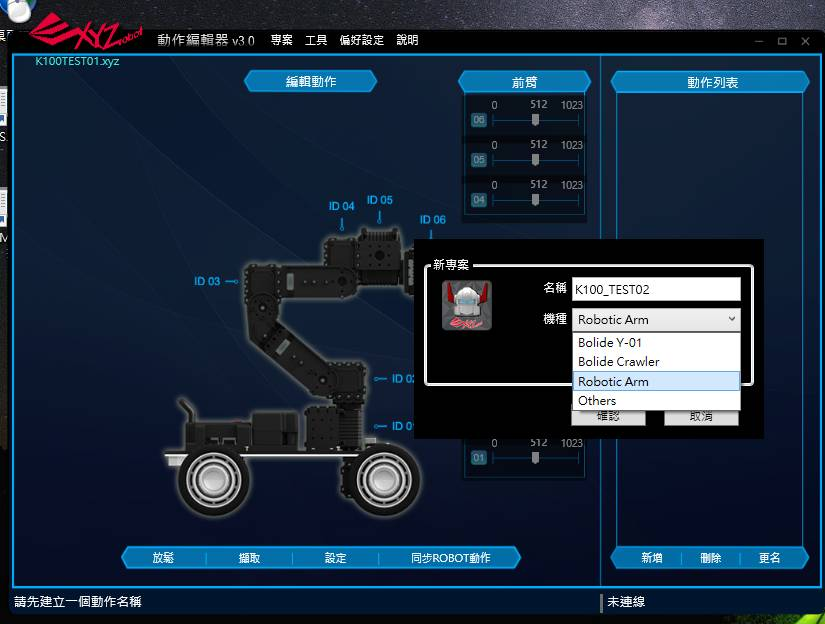 XYZrobot 動作編輯器 v3.0 專案 工具 偏好設定 說明
K100TEST01.xyz
編輯動作
前臂
動作列表
0 512 1023
06
0 512 1023
05
0 512 1023
04
ID 04
ID 05
ID 06
ID 03
ID 02
ID 01
新專案
名稱 K100_TEST02
機種 Robotic Arm
Bolide Y-01
Bolide Crawler
Robotic Arm
Others
確認 取消
0 512 1023
01
放鬆 擷取 設定 同步ROBOT動作
新增 刪除 更名
請先建立一個動作名稱
未連線